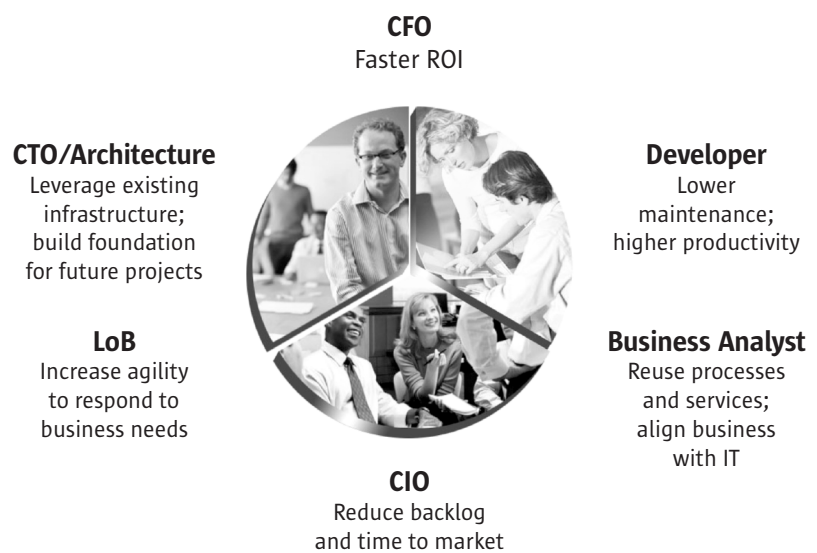 CFO
Faster ROI
CTO/Architecture
Leverage existing
infrastructure;
build foundation
for future projects
Developer
Lower
maintenance;
higher productivity
LoB
Increase agility
to respond to
business needs
Business Analyst
Reuse processes
and services;
align business
with IT
CIO
Reduce backlog
and time to market